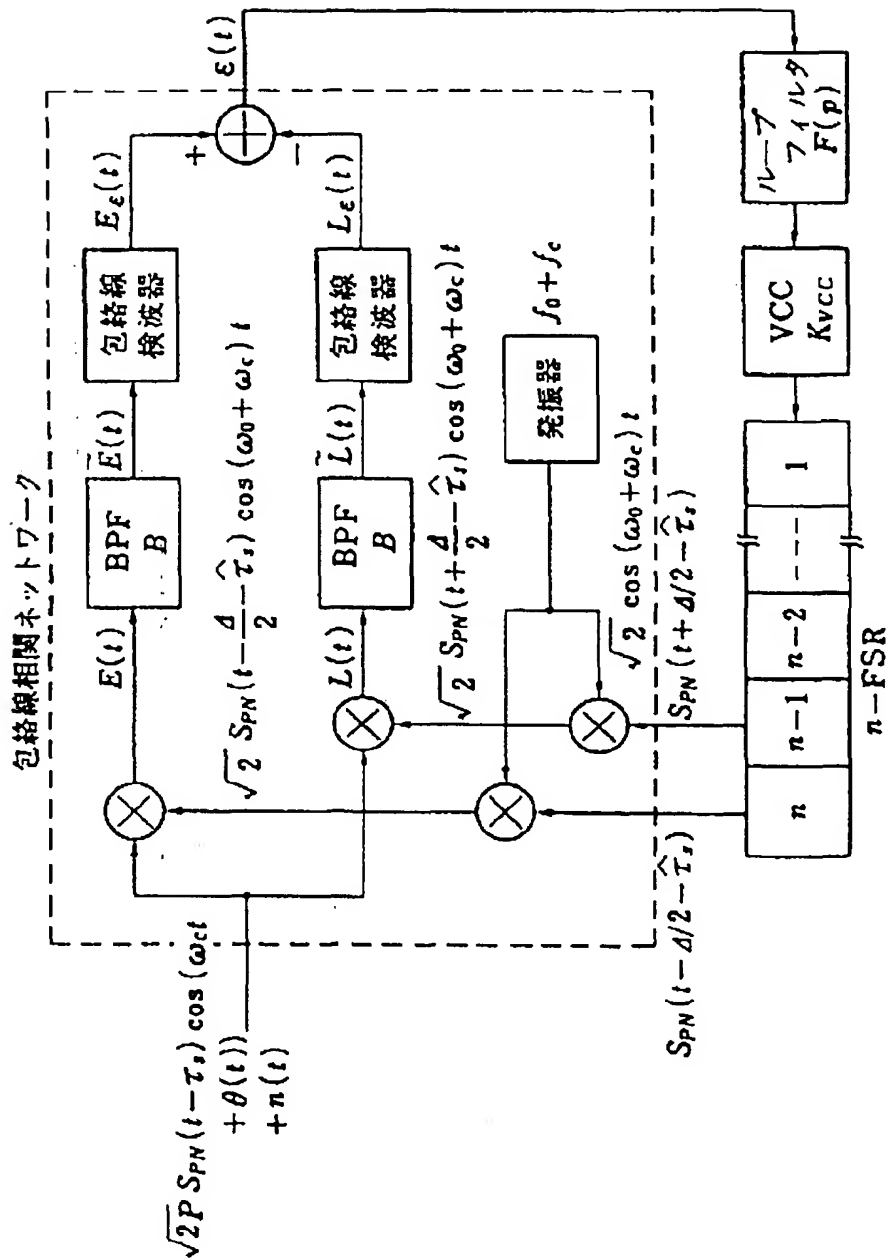 包絡線相関ネットワーク
√2P S_PN(t−τ_s) cos(ω_ct
+θ(t))
+n(t)
E(t)
BPF
B
Ẽ(t)
包絡線
検波器
E_ε(t)
+
ε(t)
√2 S_PN(t−Δ/2−τ̂_s) cos(ω_0+ω_c)t
L(t)
BPF
B
L̃(t)
包絡線
検波器
L_ε(t)
−
√2 S_PN(t+Δ/2−τ̂_s) cos(ω_0+ω_c)t
発振器
f_0+f_c
√2 cos(ω_0+ω_c)t
S_PN(t−Δ/2−τ̂_s)
S_PN(t+Δ/2−τ̂_s)
n
n−1
n−2
----
1
n−FSR
VCC
K_VCC
ループ
フィルタ
F(p)